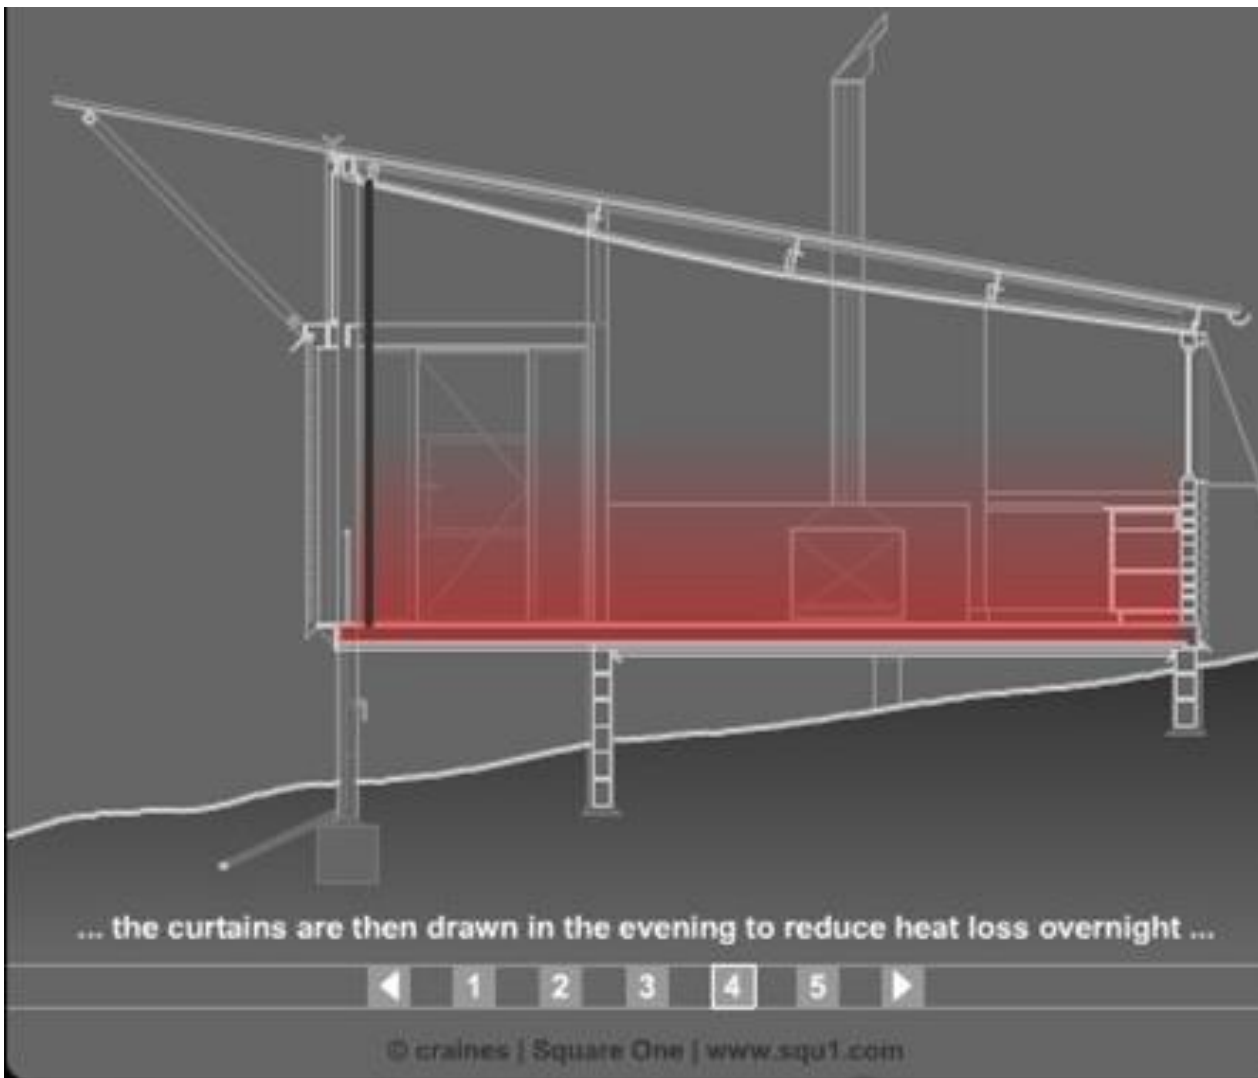 ... the curtains are then drawn in the evening to reduce heat loss overnight ...
1 2 3 4 5
© craines | Square One | www.squ1.com